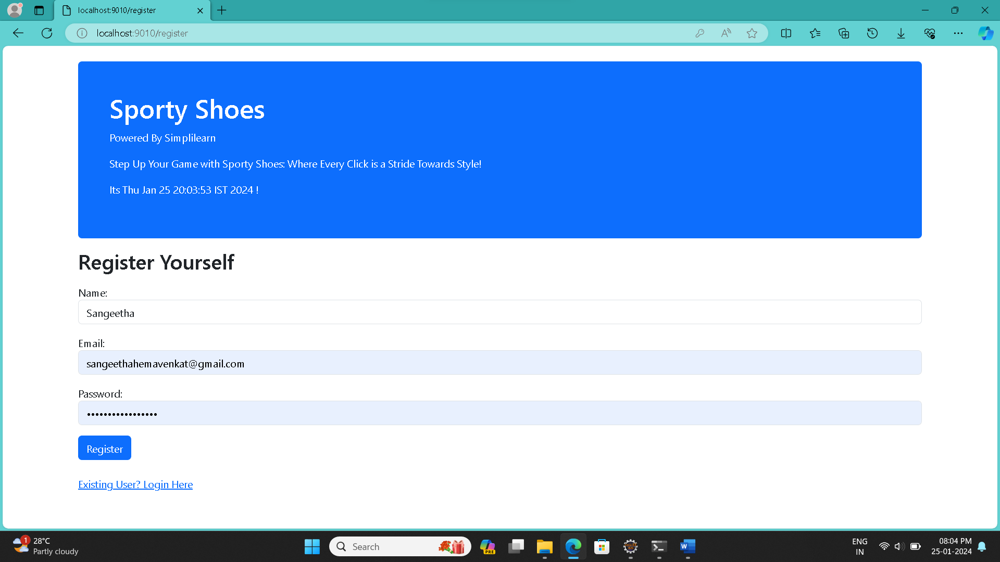 localhost:9010/register
localhost:9010/register
Sporty Shoes
Powered By Simplilearn
Step Up Your Game with Sporty Shoes: Where Every Click is a Stride Towards Style!
Its Thu Jan 25 20:03:53 IST 2024 !
Register Yourself
Name:
Sangeetha
Email:
sangeethahemavenkat@gmail.com
Password:
•••••••••••••••••
Register
Existing User? Login Here
1
28°C
Partly cloudy
Search
PRE
W
ENG
IN
08:04 PM
25-01-2024